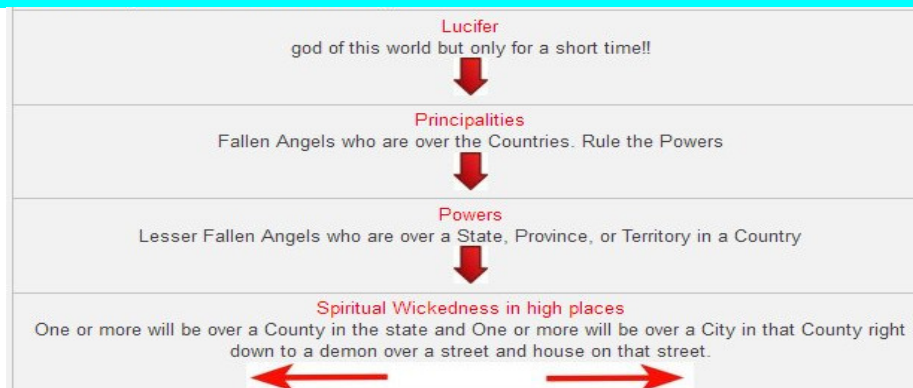 Lucifer
god of this world but only for a short time!!
Principalities
Fallen Angels who are over the Countries. Rule the Powers
Powers
Lesser Fallen Angels who are over a State, Province, or Territory in a Country
Spiritual Wickedness in high places
One or more will be over a County in the state and One or more will be over a City in that County right
down to a demon over a street and house on that street.